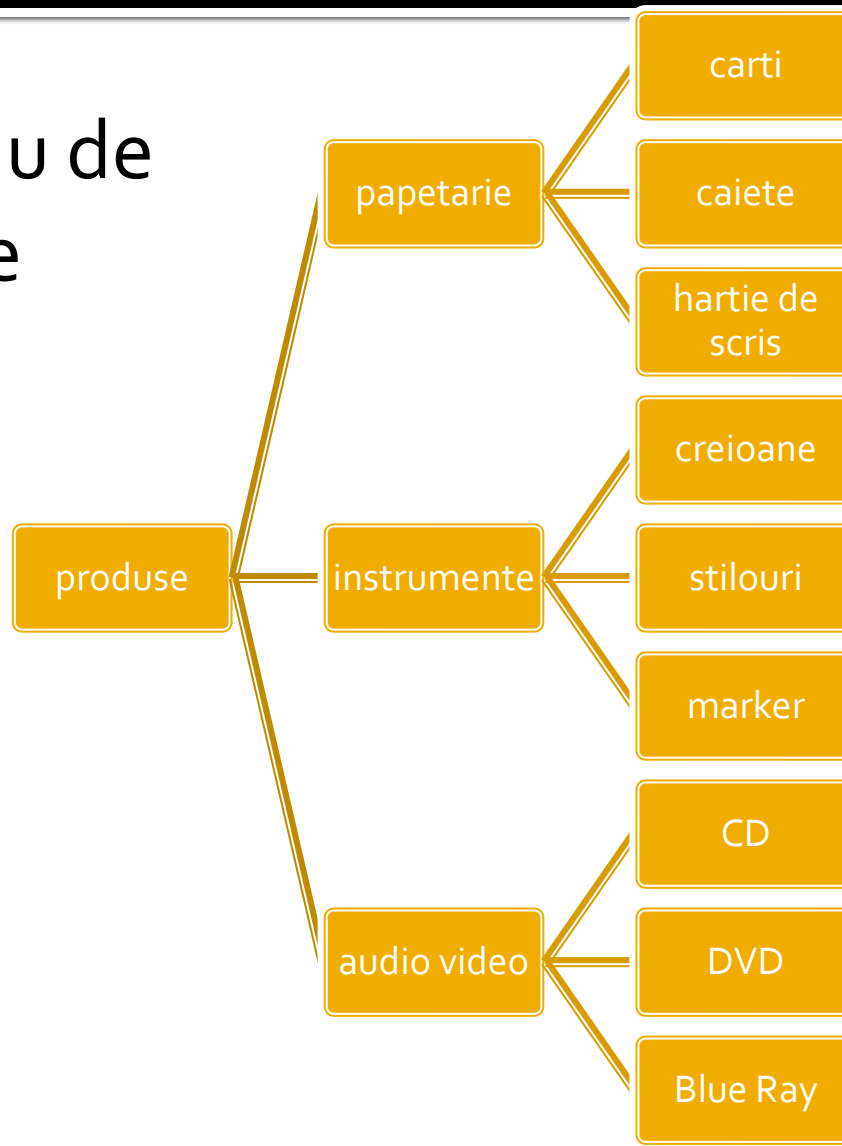 u de
e
produse
papetarie
carti
caiete
hartie de
scris
instrumente
creioane
stilouri
marker
audio video
CD
DVD
Blue Ray